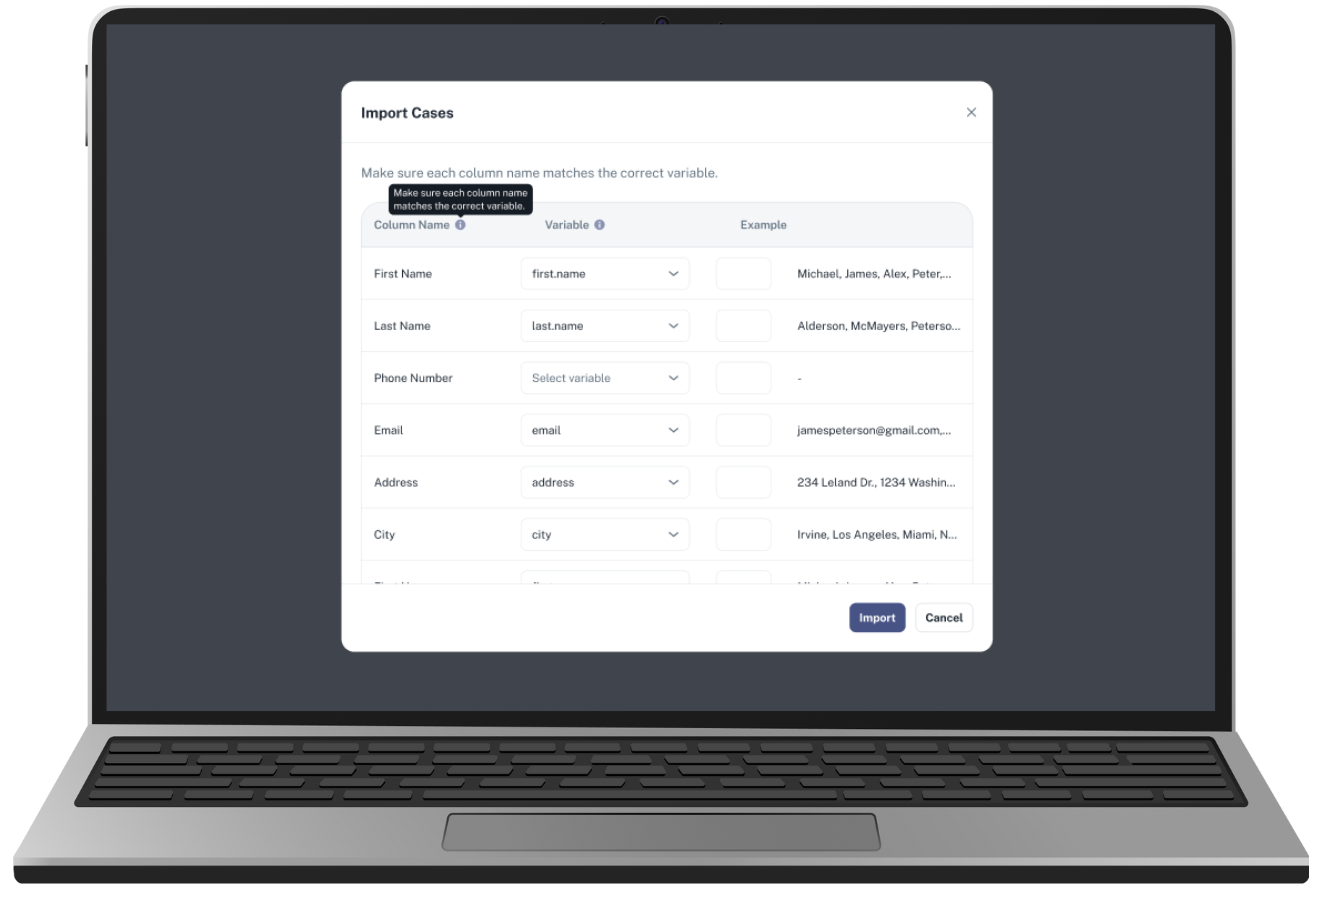 Import Cases
Make sure each column name matches the correct variable.
Make sure each column name
matches the correct variable.
Column Name Variable Example
First Name first.name Michael, James, Alex, Peter,...
Last Name last.name Alderson, McMayers, Peterso...
Phone Number Select variable -
Email email jamespeterson@gmail.com,...
Address address 234 Leland Dr., 1234 Washin...
City city Irvine, Los Angeles, Miami, N...
Import Cancel